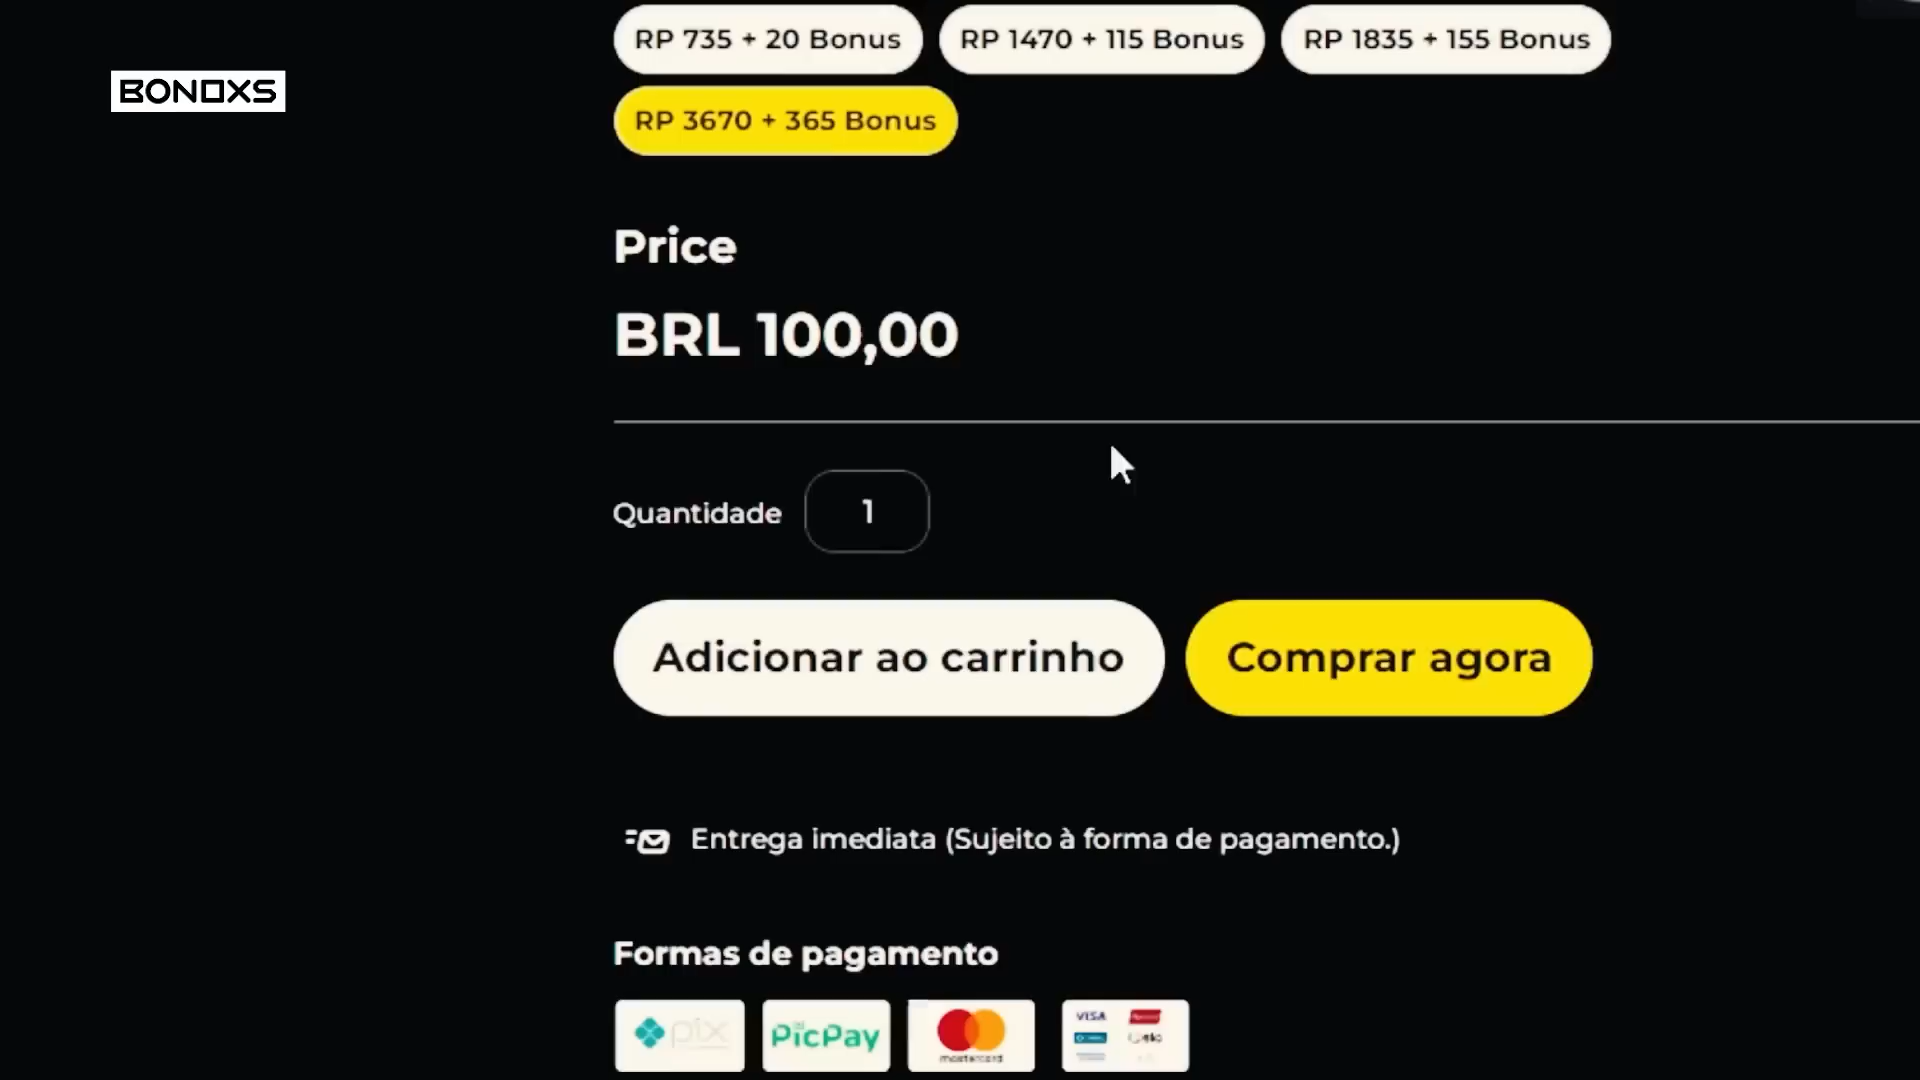 RP 735 + 20 Bonus
RP 1470 + 115 Bonus
RP 1835 + 155 Bonus
BONOXS
RP 3670 + 365 Bonus
Price
BRL 100,00
Quantidade 1
Adicionar ao carrinho
Comprar agora
Entrega imediata (Sujeito à forma de pagamento.)
Formas de pagamento
pix
PicPay
mastercard
VISA
elo